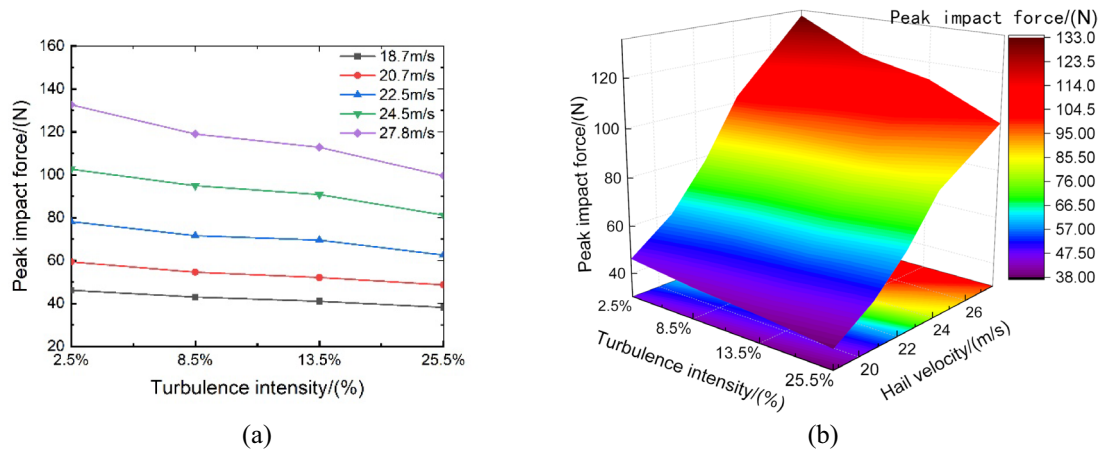 (a)
160
140
120
100
80
60
40
20
Peak impact force/(N)
18.7m/s
20.7m/s
22.5m/s
24.5m/s
27.8m/s
2.5% 8.5% 13.5% 25.5%
Turbulence intensity/(%)
(a)
(b)
Peak impact force/(N)
133.0
123.5
114.0
104.5
95.00
85.50
76.00
66.50
57.00
47.50
38.00
120
100
80
60
40
Peak impact force/(N)
2.5%
8.5%
13.5%
25.5%
Turbulence intensity/(%)
20
22
24
26
Hail velocity/(m/s)
(b)